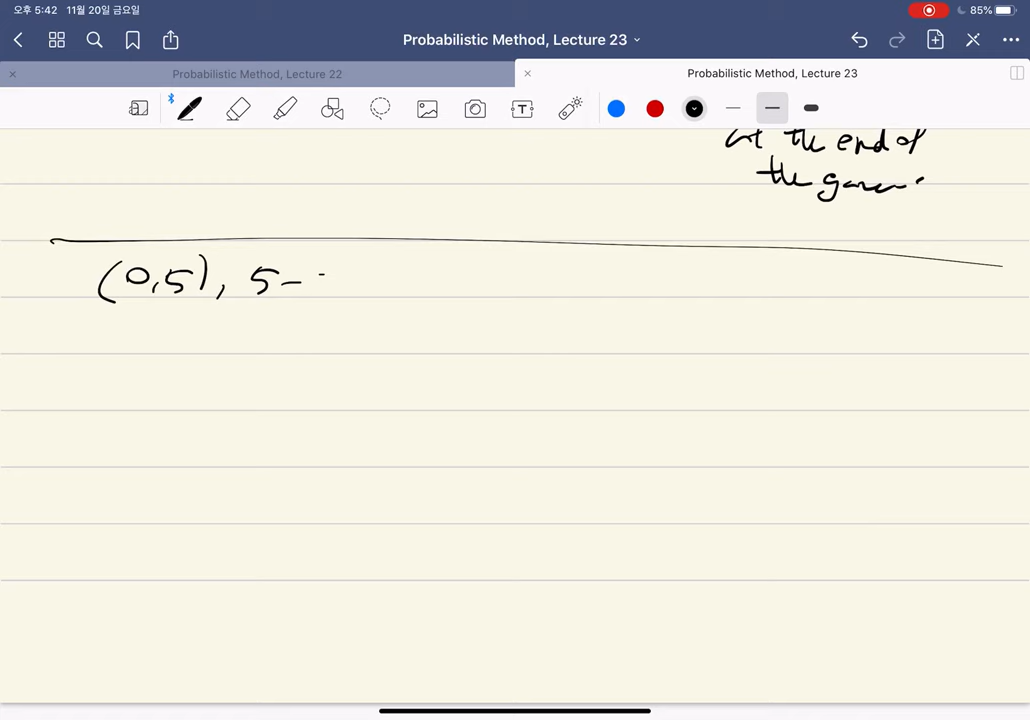 오후 5:42 11월 20일 금요일
85%
Probabilistic Method, Lecture 23
Probabilistic Method, Lecture 22
Probabilistic Method, Lecture 23
at the end of
the game.
(0,5), 5-